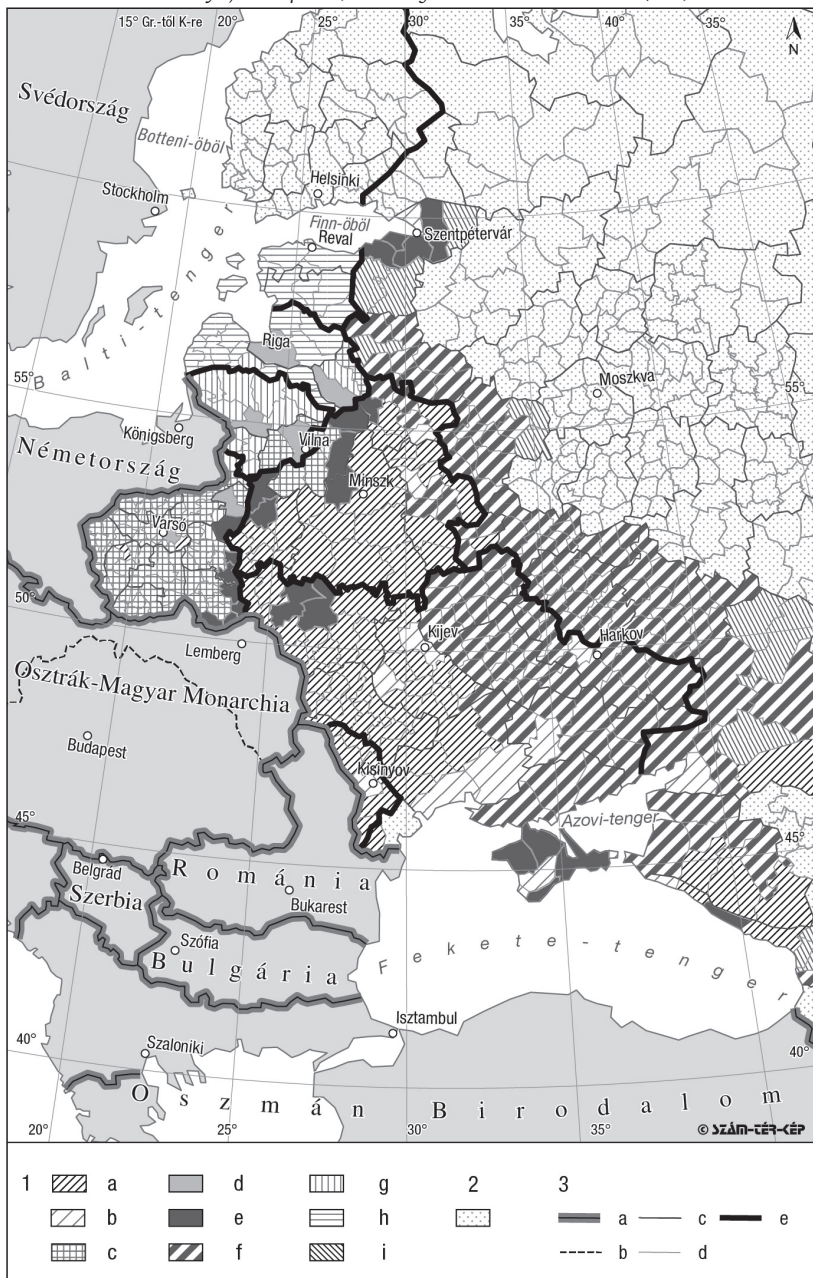 15° Gr.-től K-re 20° 25° 30° 35° 40° 35°
N
Svédország
Botteni-öböl
Helsinki
Stockholm
Finn-öböl
Reval
Szentpétervár
Balti-tenger
Riga
55°
Moszkva
55°
Königsberg
Vilna
Németország
Minszk
Varsó
50°
Kijev
Harkov
Lemberg
Osztrák-Magyar Monarchia
Budapest
Kisinyov
45°
Azovi-tenger
45°
Belgrád
Románia
Szerbia
Bukarest
Szófia
Bulgária
Fekete-tenger
Isztambul
40°
Szaloniki
40°
Oszmán Birodalom
© SZÁM-TÉR-KÉP
20° 25° 30° 35°
1 a d g 2 3
b e h a c e
c f i b d